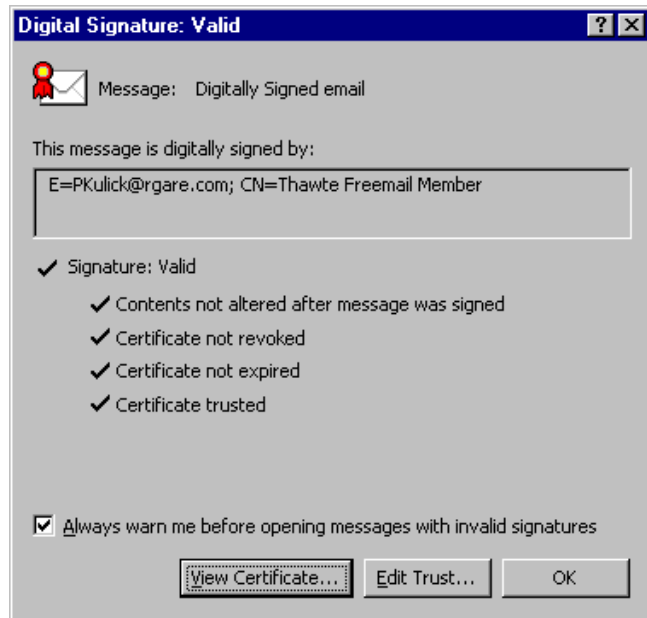 Digital Signature: Valid
Message: Digitally Signed email
This message is digitally signed by:
E=PKulick@rgare.com; CN=Thawte Freemail Member
Signature: Valid
Contents not altered after message was signed
Certificate not revoked
Certificate not expired
Certificate trusted
Always warn me before opening messages with invalid signatures
View Certificate... Edit Trust... OK